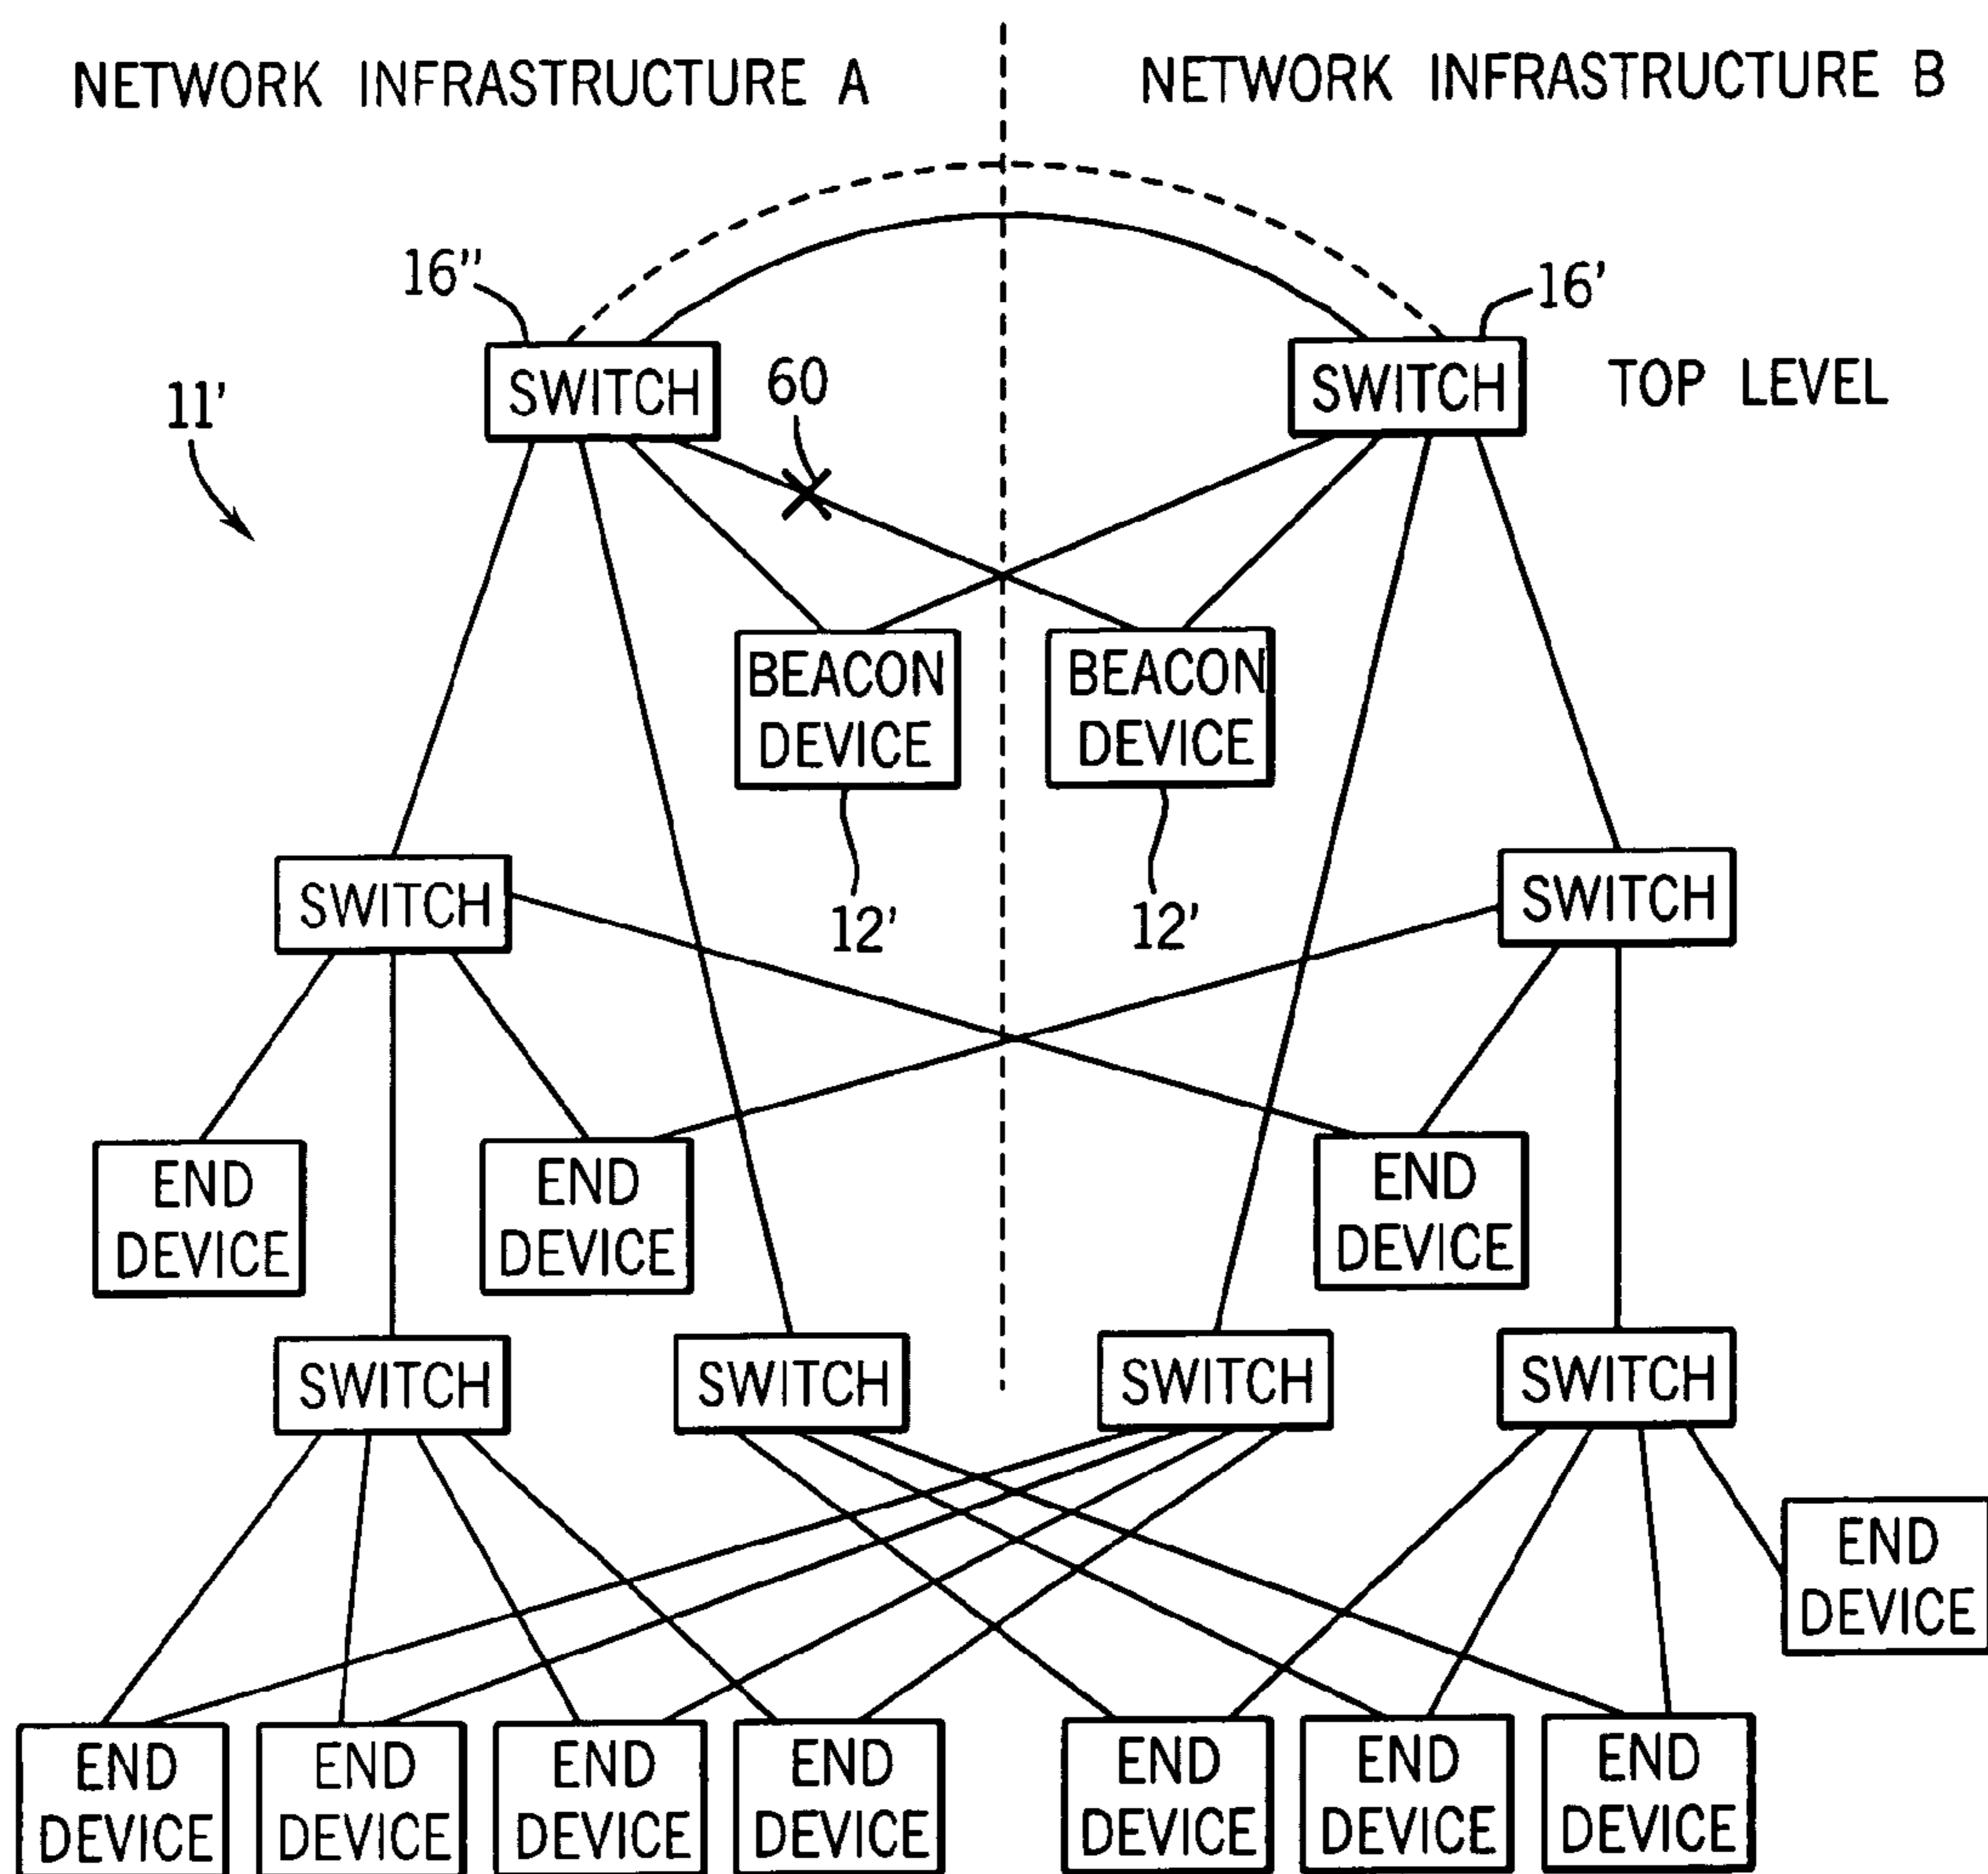 NETWORK INFRASTRUCTURE A
NETWORK INFRASTRUCTURE B
16"
16'
SWITCH
SWITCH
TOP LEVEL
60
11'
BEACON
DEVICE
BEACON
DEVICE
12'
12'
SWITCH
SWITCH
END
DEVICE
END
DEVICE
END
DEVICE
SWITCH
SWITCH
SWITCH
SWITCH
END
DEVICE
END
DEVICE
END
DEVICE
END
DEVICE
END
DEVICE
END
DEVICE
END
DEVICE
END
DEVICE